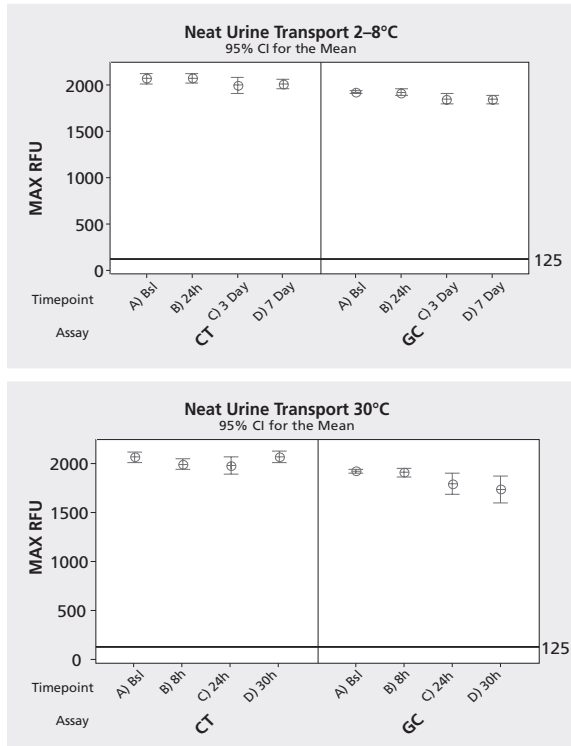 Neat Urine Transport 2–8°C
95% CI for the Mean
MAX RFU
2000
1500
1000
500
0
125
Timepoint
A) Bsl B) 24h C) 3 Day D) 7 Day A) Bsl B) 24h C) 3 Day D) 7 Day
Assay
CT GC
Neat Urine Transport 30°C
95% CI for the Mean
MAX RFU
2000
1500
1000
500
0
125
Timepoint
A) Bsl B) 8h C) 24h D) 30h A) Bsl B) 8h C) 24h D) 30h
Assay
CT GC